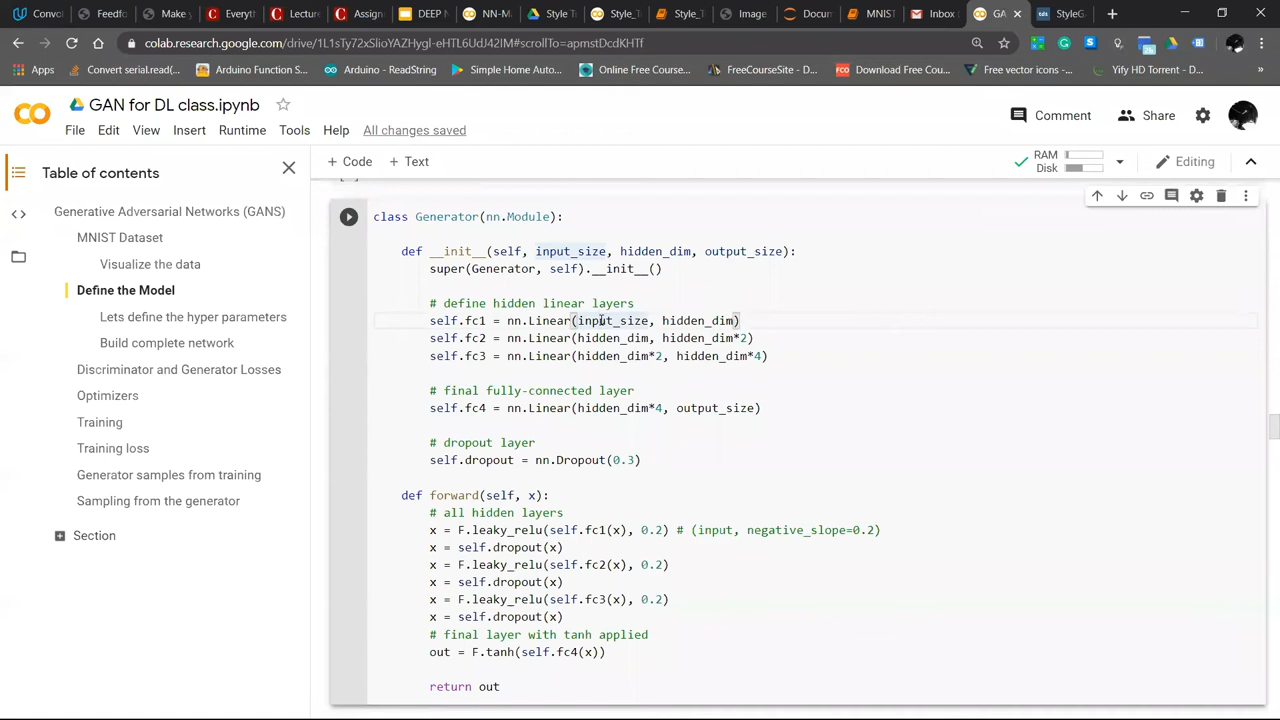 Convol
Feedfo
Make y
Everyt
Lecture
Assign
DEEP N
NN-M
Style Tr
Style_Tr
Style_T
Image
Docum
MNIST
Inbox
GA
StyleG
colab.research.google.com/drive/1L1sTy72xSlioYAZHygl-eHTL6UdJ42IM#scrollTo=apmstDcdKHTf
Apps
Convert serial.read(...
Arduino Function S...
Arduino - ReadString
Simple Home Auto...
Online Free Course...
FreeCourseSite - Do...
Download Free Cou...
Free vector icons -...
Yify HD Torrent - D...
GAN for DL class.ipynb
Comment
Share
File Edit View Insert Runtime Tools Help All changes saved
+ Code + Text
RAM
Disk
Editing
Table of contents
Generative Adversarial Networks (GANS)
MNIST Dataset
Visualize the data
Define the Model
Lets define the hyper parameters
Build complete network
Discriminator and Generator Losses
Optimizers
Training
Training loss
Generator samples from training
Sampling from the generator
Section
class Generator(nn.Module):
def __init__(self, input_size, hidden_dim, output_size):
super(Generator, self).__init__()
# define hidden linear layers
self.fc1 = nn.Linear(input_size, hidden_dim)
self.fc2 = nn.Linear(hidden_dim, hidden_dim*2)
self.fc3 = nn.Linear(hidden_dim*2, hidden_dim*4)
# final fully-connected layer
self.fc4 = nn.Linear(hidden_dim*4, output_size)
# dropout layer
self.dropout = nn.Dropout(0.3)
def forward(self, x):
# all hidden layers
x = F.leaky_relu(self.fc1(x), 0.2) # (input, negative_slope=0.2)
x = self.dropout(x)
x = F.leaky_relu(self.fc2(x), 0.2)
x = self.dropout(x)
x = F.leaky_relu(self.fc3(x), 0.2)
x = self.dropout(x)
# final layer with tanh applied
out = F.tanh(self.fc4(x))
return out